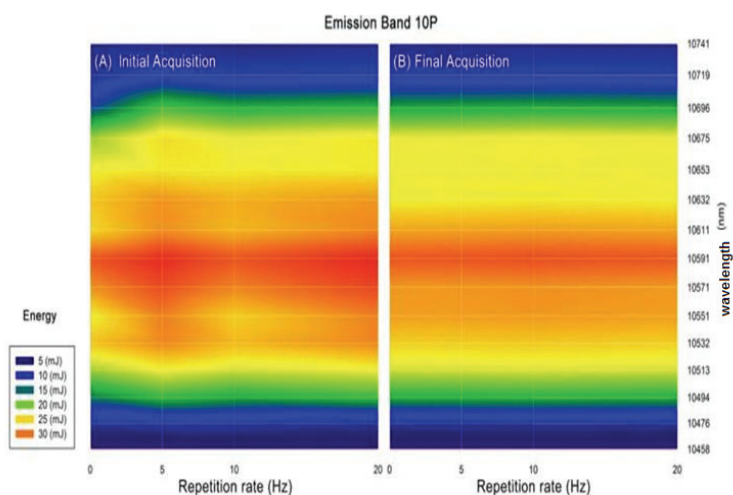 Emission Band 10P
(A) Initial Acquisition
(B) Final Acquisition
10741
10719
10696
10675
10653
10632
10611
10591
10571
10551
10532
10513
10494
10476
10458
wavelength (nm)
Energy
5 (mJ)
10 (mJ)
15 (mJ)
20 (mJ)
25 (mJ)
30 (mJ)
0 5 10 20
0 5 10 20
Repetition rate (Hz)
Repetition rate (Hz)